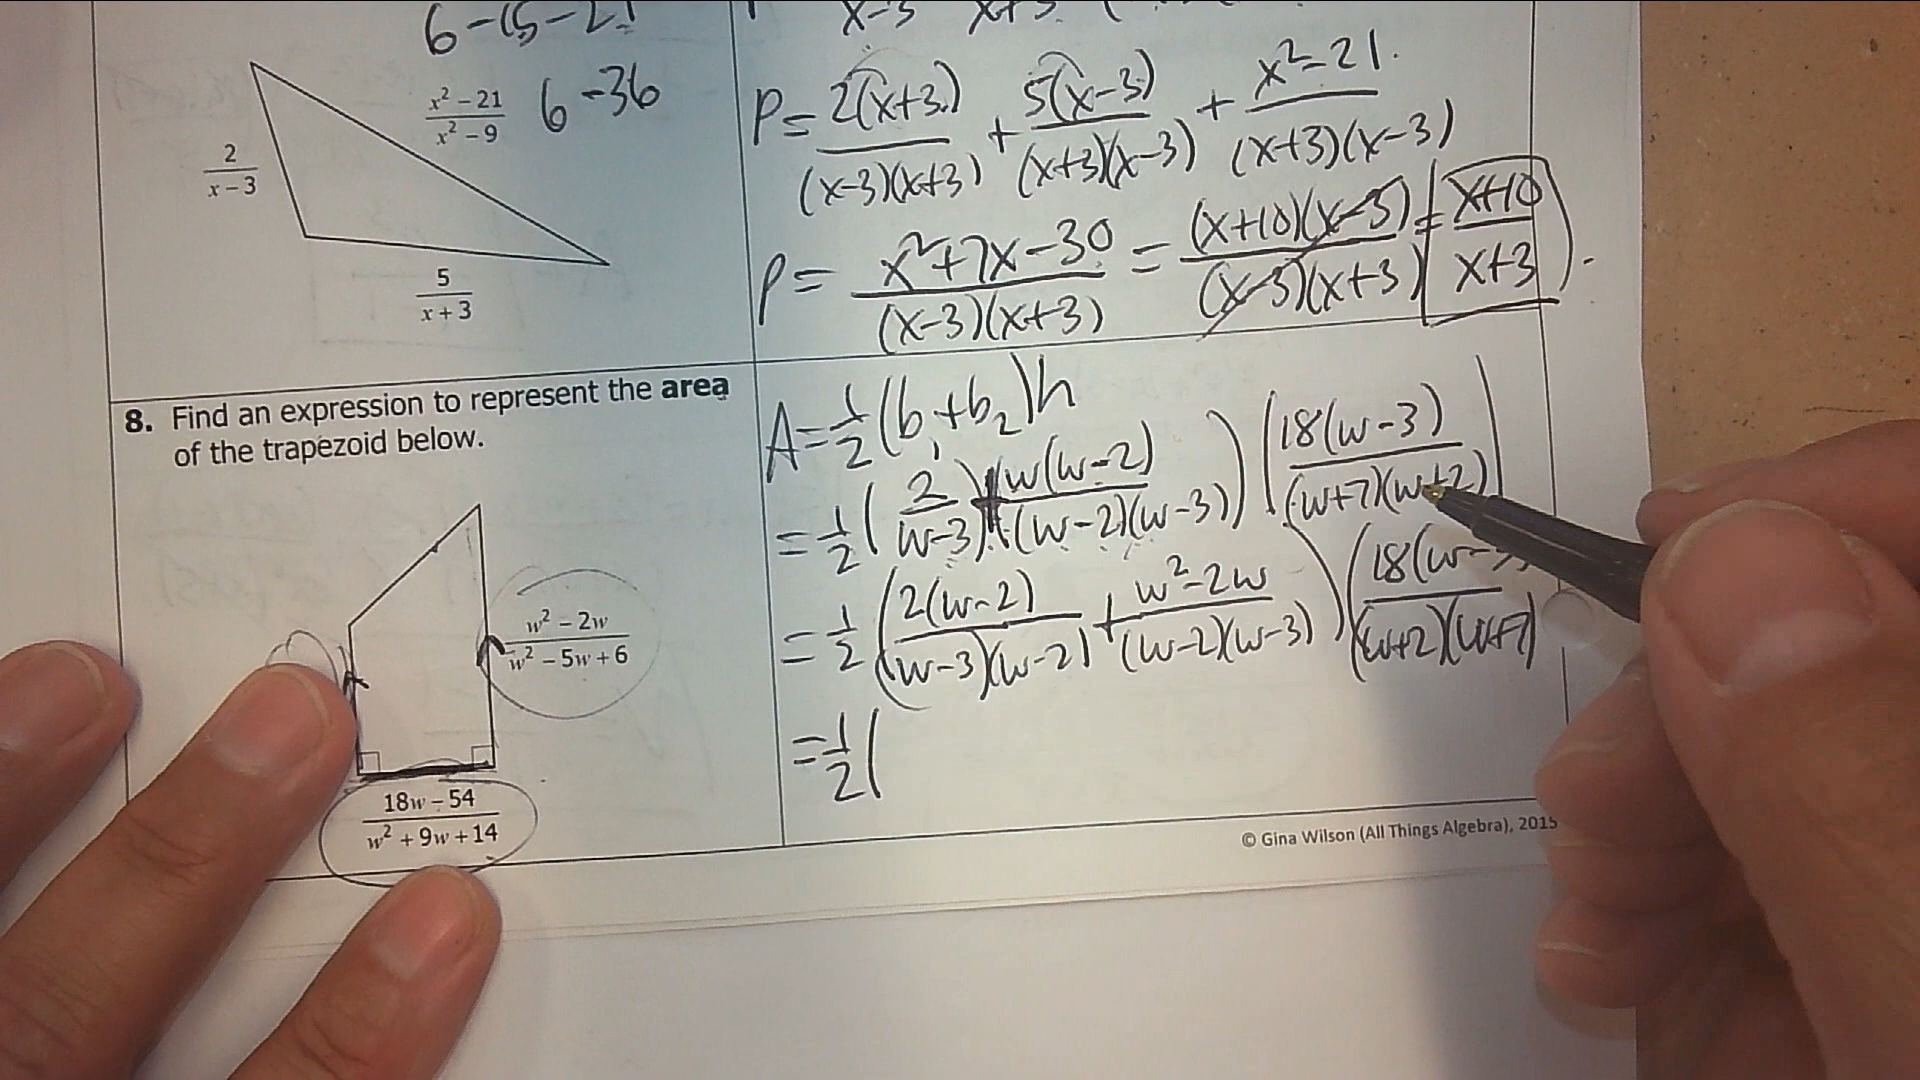 6-15-21
x-3 x+3
x² - 21
x² - 9
6 -36
2
x - 3
5
x + 3
P= 2(x+3) / (x-3)(x+3) + 5(x-3) / (x+3)(x-3) + x²-21 / (x+3)(x-3)
P= x²+7x-30 / (x-3)(x+3) = (x+10)(x-3) / (x-3)(x+3) = x+10 / x+3
8. Find an expression to represent the area
of the trapezoid below.
w² - 2w
w² - 5w + 6
18w - 54
w² + 9w + 14
A= 1/2 (b₁+b₂)h
= 1/2 ( 2 / w-3 + w(w-2) / (w-2)(w-3) ) ( 18(w-3) / (w+7)(w+2) )
= 1/2 ( 2(w-2) / (w-3)(w-2) + w²-2w / (w-2)(w-3) ) ( 18(w- / (w+2)(w+7)
= 1/2 (
© Gina Wilson (All Things Algebra), 2015